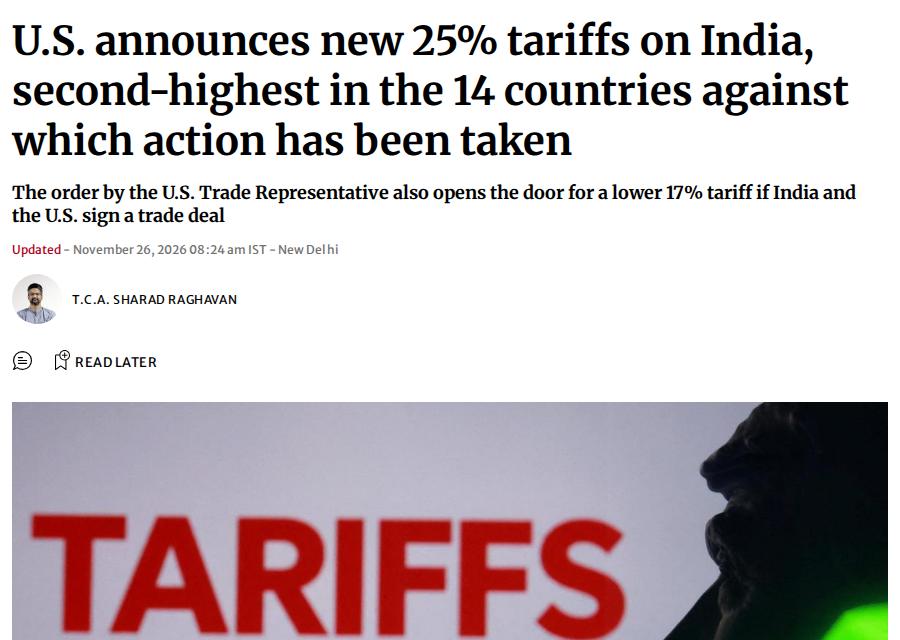 U.S. announces new 25% tariffs on India,
second-highest in the 14 countries against
which action has been taken
The order by the U.S. Trade Representative also opens the door for a lower 17% tariff if India and
the U.S. sign a trade deal
Updated - November 26, 2026 08:24 am IST - New Delhi
T.C.A. SHARAD RAGHAVAN
READ LATER
TARIFFS